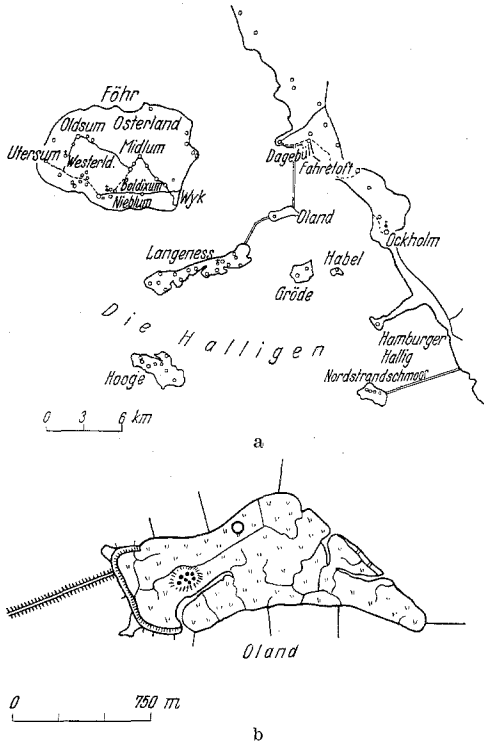 Föhr
Oldsum
Osterland
Midlum
Utersum
Westerld.
Boldixum
Nieblum
Wyk
Dagebüll
Fahretoft
Oland
Ockholm
Langeness
Habel
Gröde
Die Halligen
Hamburger
Hallig
Hooge
Nordstrandschmoor
0 3 6 km
a
Oland
0 750 m
b